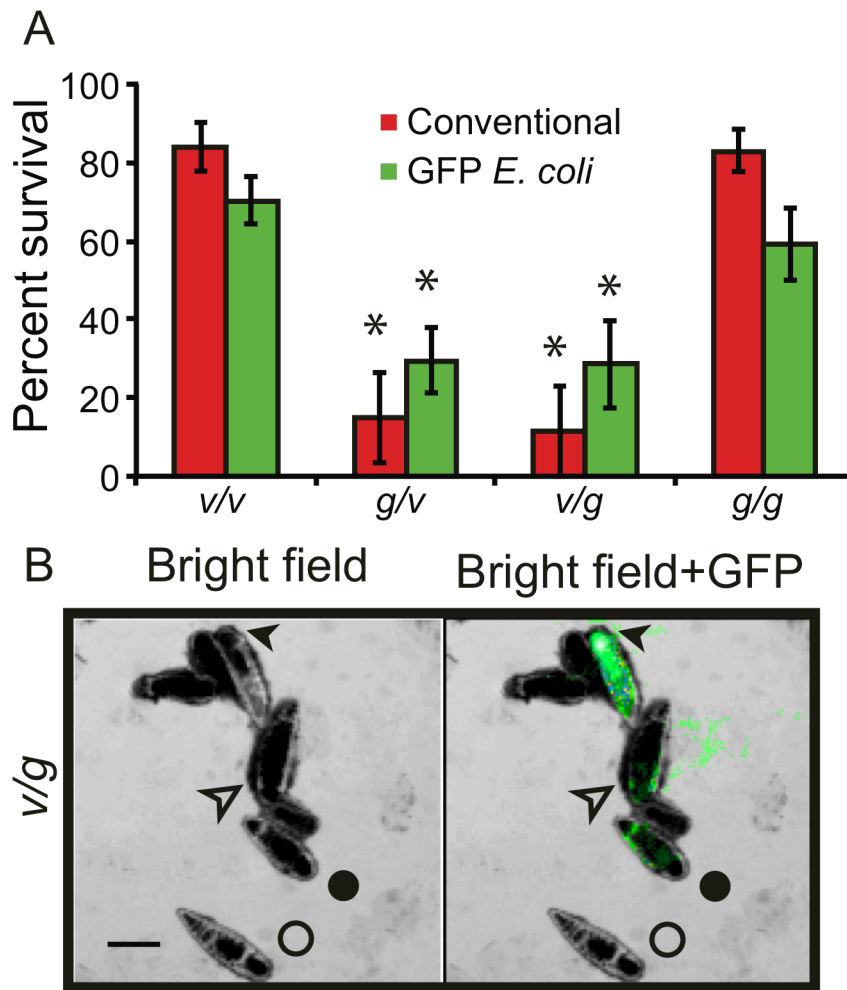 A
Percent survival
100
80
60
40
20
0
Conventional
GFP E. coli
* * * *
v/v g/v v/g g/g
B
Bright field Bright field+GFP
v/g